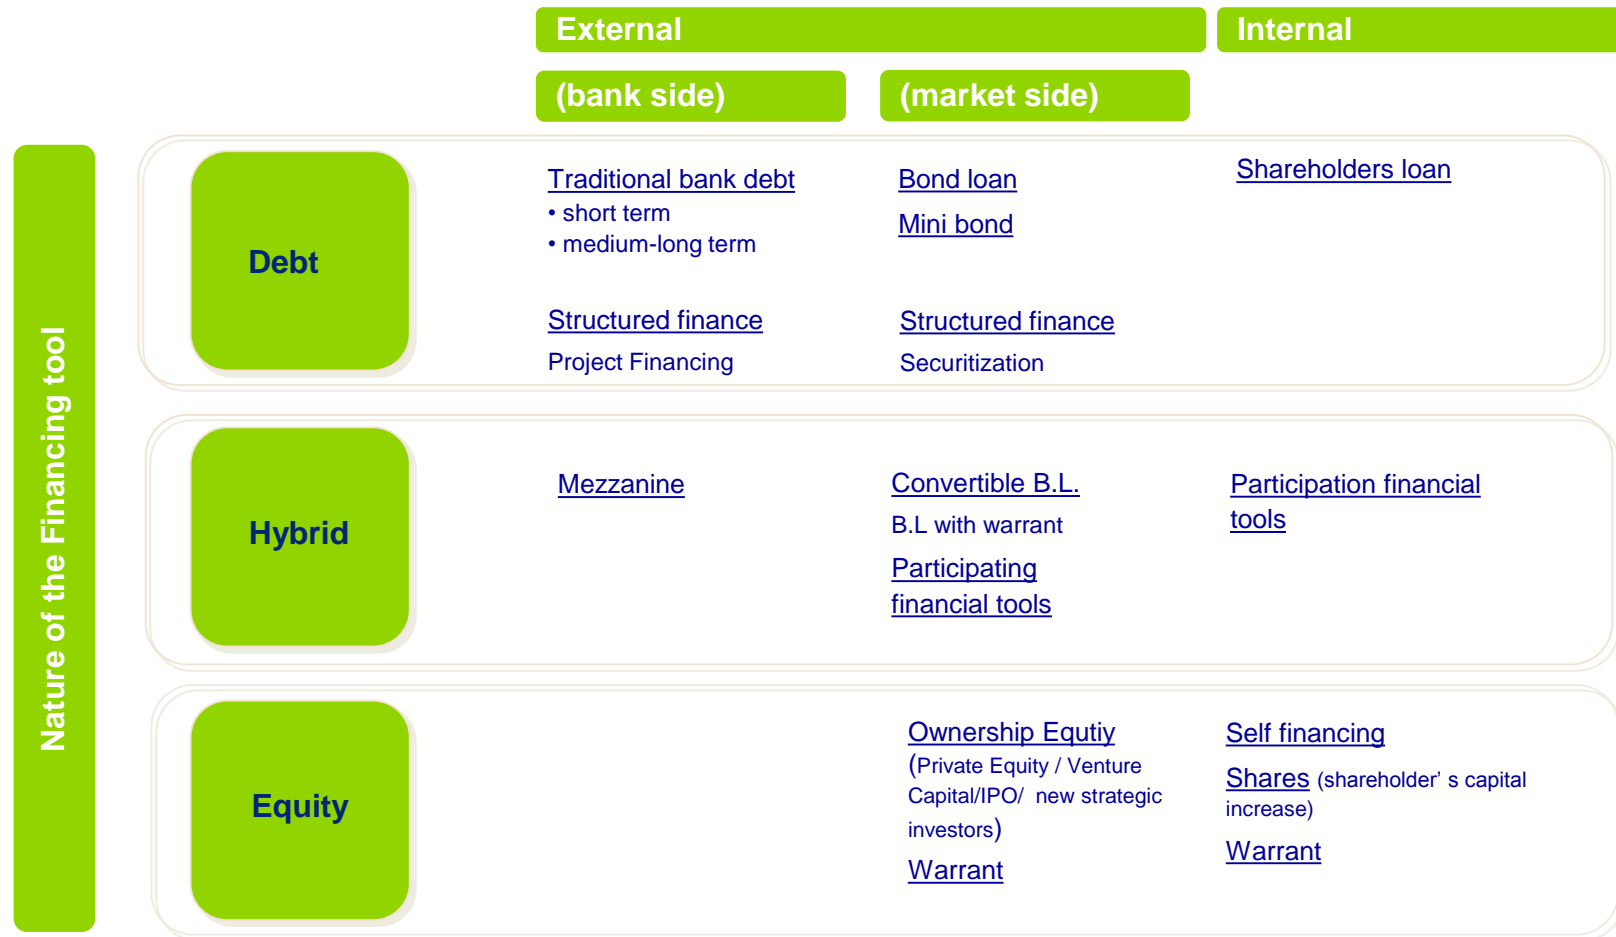 External
Internal
(bank side)
(market side)
Nature of the Financing tool
Debt
Traditional bank debt
• short term
• medium-long term
Structured finance
Project Financing
Bond loan
Mini bond
Structured finance
Securitization
Shareholders loan
Hybrid
Mezzanine
Convertible B.L.
B.L with warrant
Participating
financial tools
Participation financial
tools
Equity
Ownership Equtiy
(Private Equity / Venture
Capital/IPO/ new strategic
investors)
Warrant
Self financing
Shares (shareholder’ s capital
increase)
Warrant